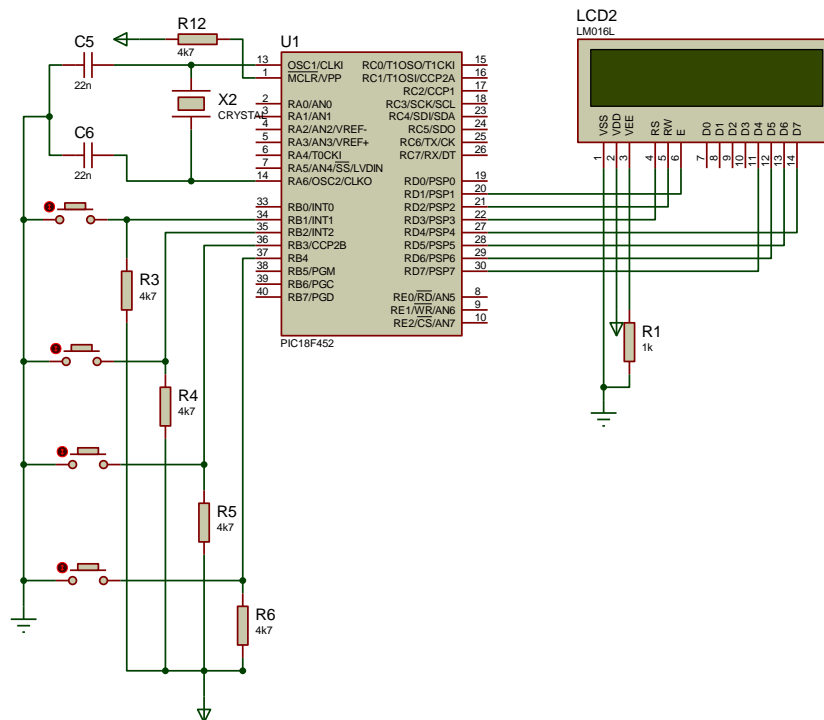 LCD2
LM016L
R12
4k7
C5
22n
U1
13 OSC1/CLKI RC0/T1OSO/T1CKI 15
1 MCLR/VPP RC1/T1OSI/CCP2A 16
RC2/CCP1 17
2 RA0/AN0 RC3/SCK/SCL 18
3 RA1/AN1 RC4/SDI/SDA 23
4 RA2/AN2/VREF- RC5/SDO 24
5 RA3/AN3/VREF+ RC6/TX/CK 25
6 RA4/T0CKI RC7/RX/DT 26
7 RA5/AN4/SS/LVDIN
14 RA6/OSC2/CLKO RD0/PSP0 19
RD1/PSP1 20
33 RB0/INT0 RD2/PSP2 21
34 RB1/INT1 RD3/PSP3 22
35 RB2/INT2 RD4/PSP4 27
36 RB3/CCP2B RD5/PSP5 28
37 RB4 RD6/PSP6 29
38 RB5/PGM RD7/PSP7 30
39 RB6/PGC
40 RB7/PGD RE0/RD/AN5 8
RE1/WR/AN6 9
RE2/CS/AN7 10
PIC18F452
X2
CRYSTAL
C6
22n
VSS VDD VEE RS RW E D0 D1 D2 D3 D4 D5 D6 D7
1 2 3 4 5 6 7 8 9 10 11 12 13 14
R3
4k7
R1
1k
R4
4k7
R5
4k7
R6
4k7